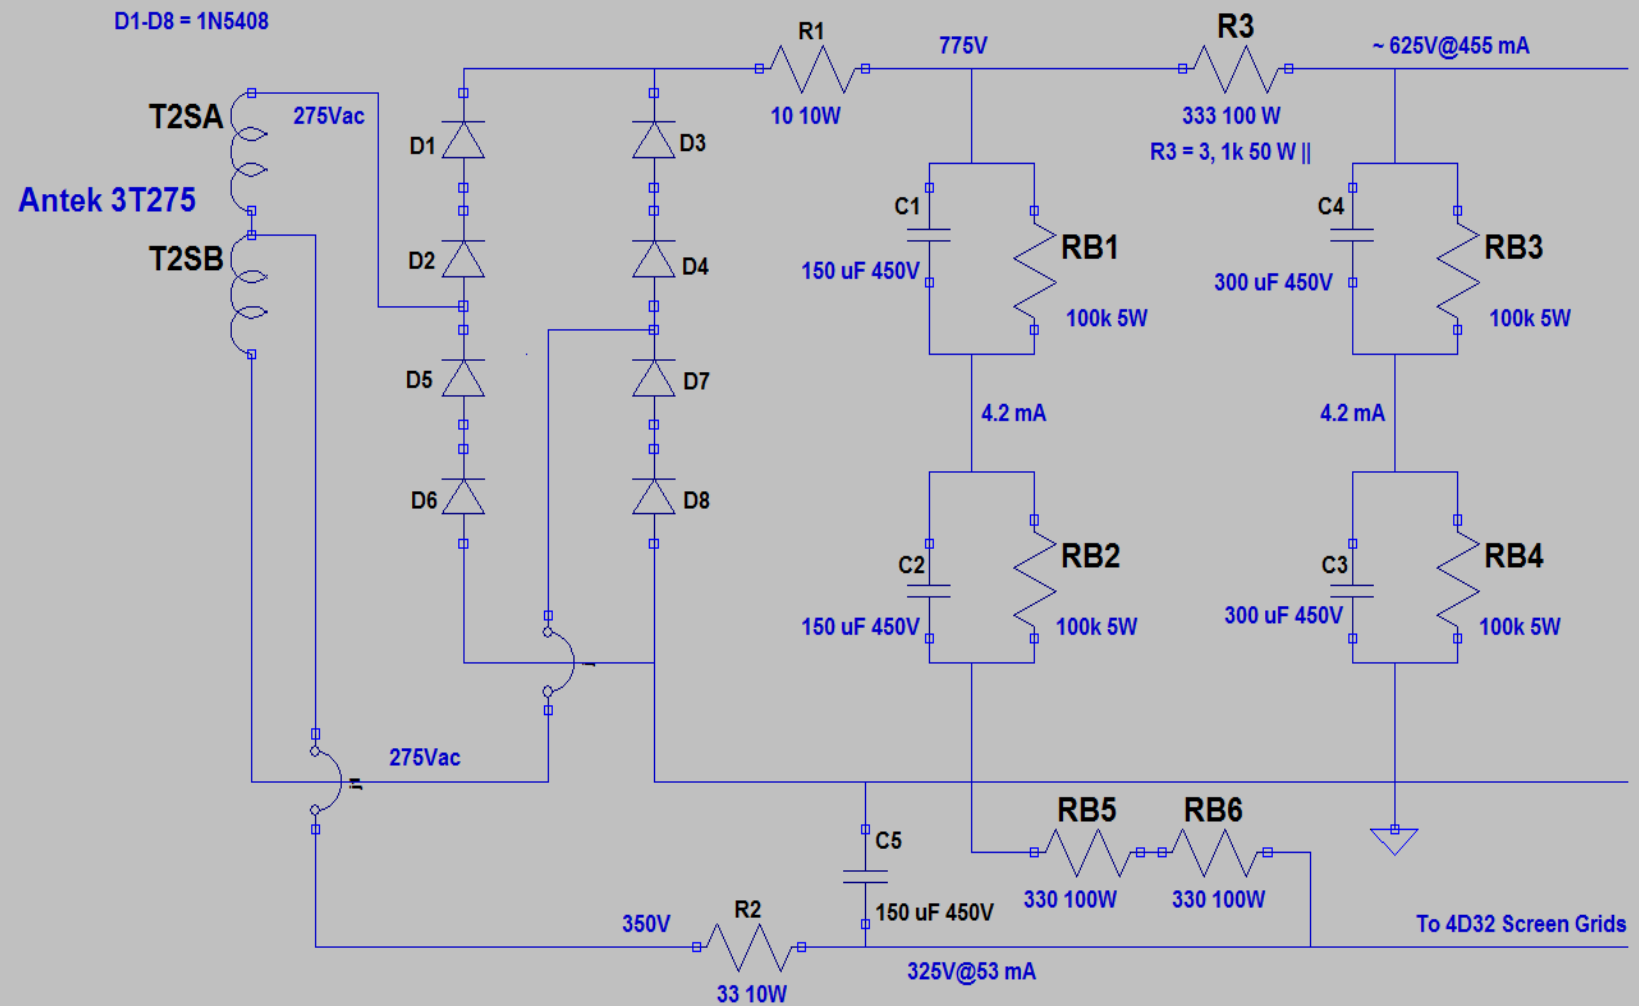 D1-D8 = 1N5408
R1
775V
R3
~ 625V@455 mA
T2SA
275Vac
10 10W
333 100 W
D1
D3
R3 = 3, 1k 50 W ||
Antek 3T275
C1
C4
T2SB
D2
D4
RB1
RB3
150 uF 450V
300 uF 450V
100k 5W
100k 5W
D5
D7
4.2 mA
4.2 mA
D6
D8
C2
RB2
C3
RB4
150 uF 450V
100k 5W
300 uF 450V
100k 5W
275Vac
j1
RB5
RB6
C5
330 100W
330 100W
150 uF 450V
350V
R2
To 4D32 Screen Grids
325V@53 mA
33 10W